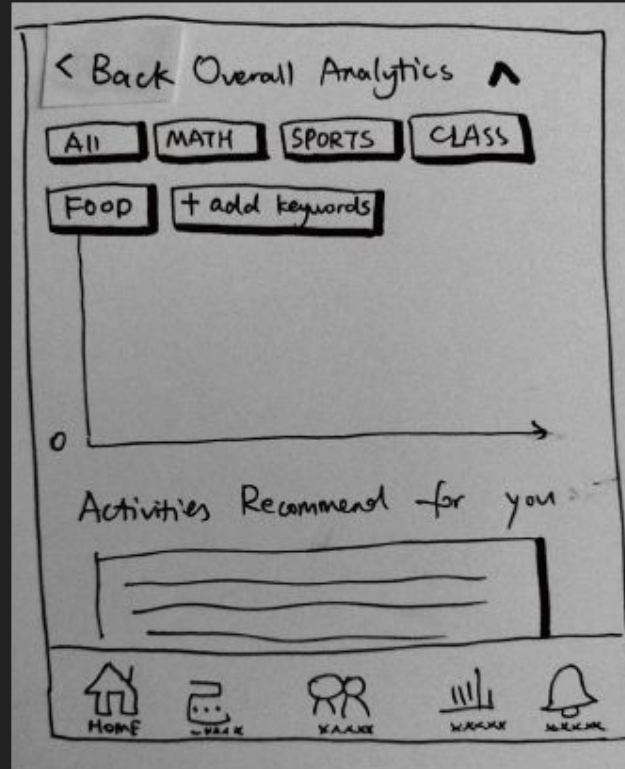 < Back Overall Analytics ^
All MATH SPORTS CLASS
FOOD + add keywords
0
Activities Recommend for you
HOME